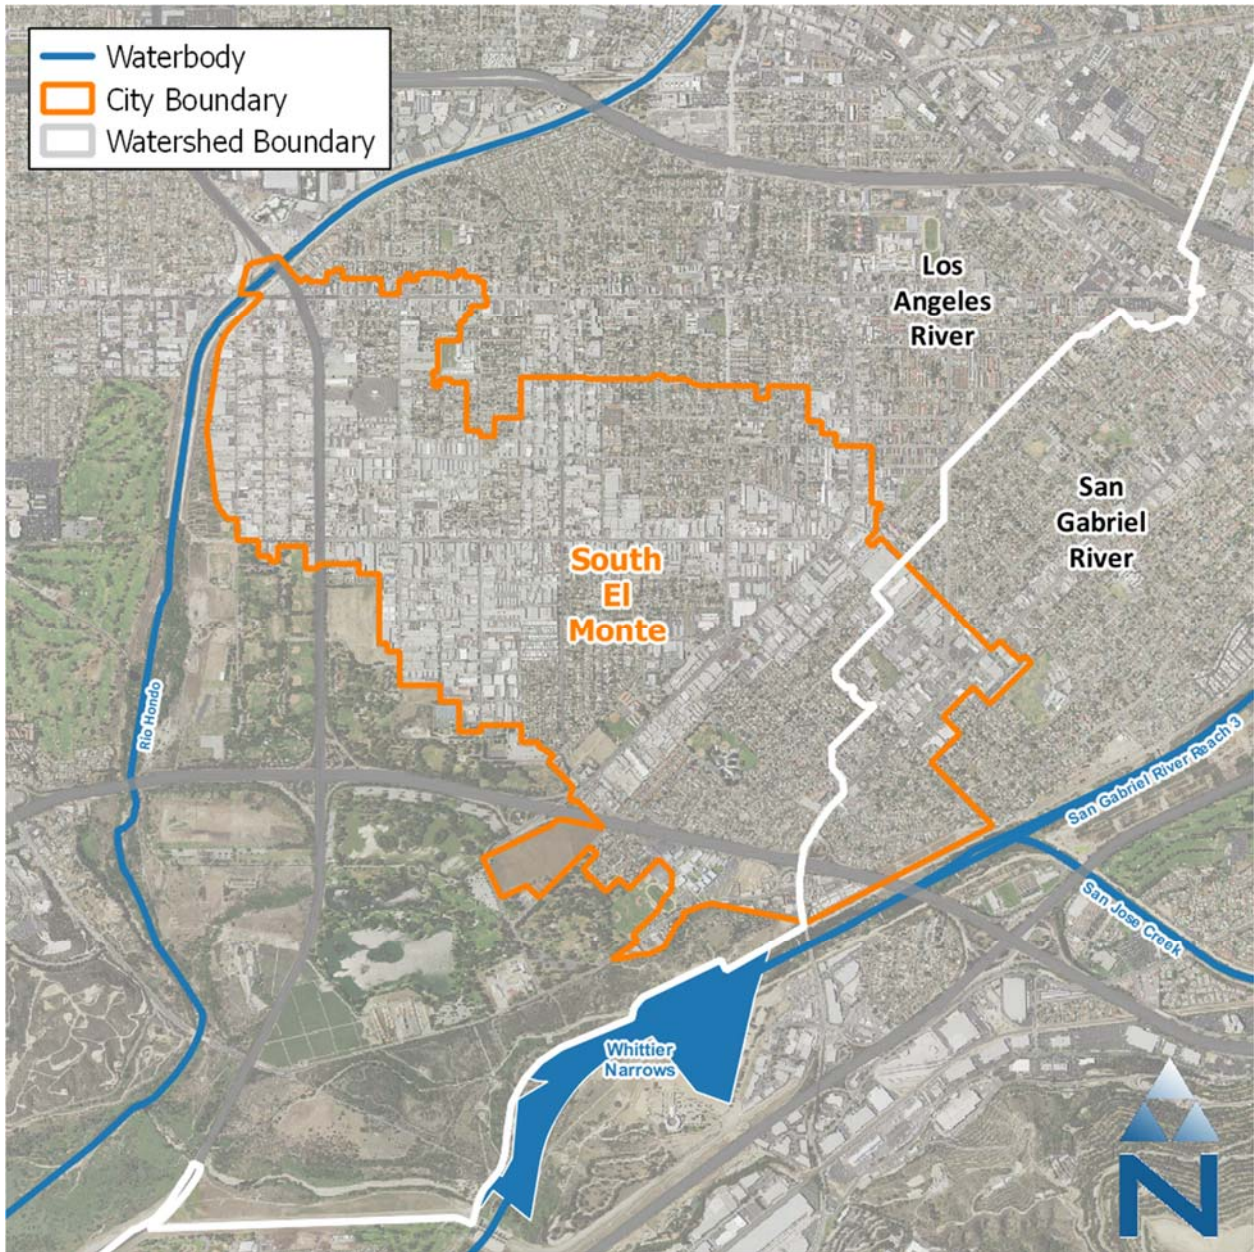 Waterbody
City Boundary
Watershed Boundary
Los
Angeles
River
San
Gabriel
River
South
El
Monte
Rio Hondo
San Gabriel River Reach 3
San Jose Creek
Whittier
Narrows
N